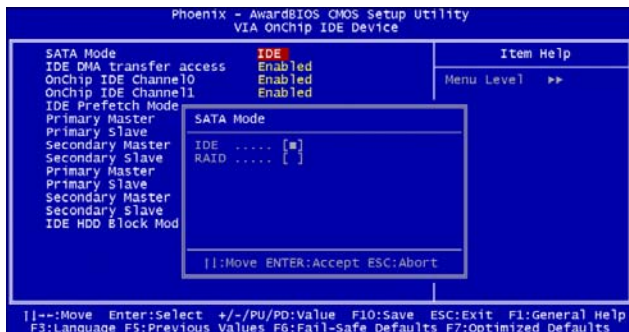 Phoenix - AwardBIOS CMOS Setup Utility
VIA OnChip IDE Device
SATA Mode IDE
IDE DMA transfer access Enabled
OnChip IDE Channel0 Enabled
OnChip IDE Channel1 Enabled
IDE Prefetch Mode
Primary Master
Primary Slave
Secondary Master
Secondary Slave
Primary Master
Primary Slave
Secondary Master
Secondary Slave
IDE HDD Block Mod
Item Help
Menu Level ►►
SATA Mode
IDE ..... [■]
RAID ..... [ ]
↑↓:Move ENTER:Accept ESC:Abort
↑↓→←:Move Enter:Select +/-/PU/PD:Value F10:Save ESC:Exit F1:General Help
F3:Language F5:Previous Values F6:Fail-Safe Defaults F7:Optimized Defaults